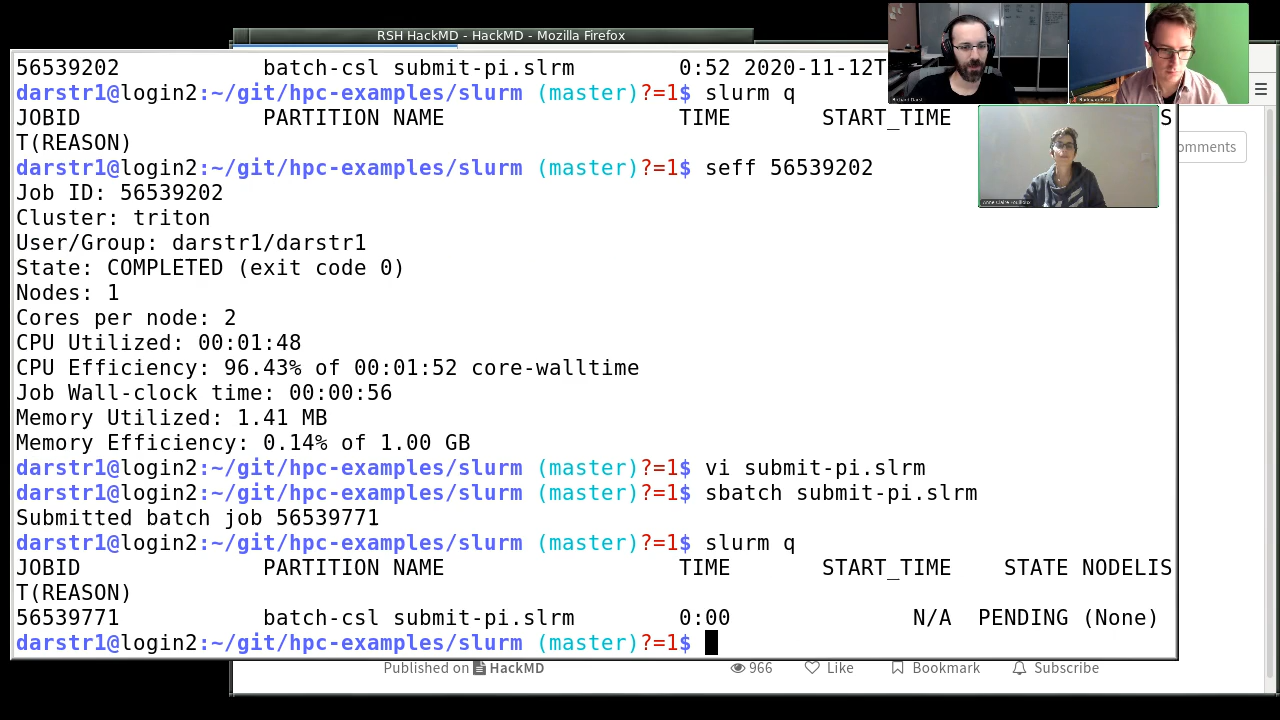 RSH HackMD - HackMD - Mozilla Firefox
56539202 batch-csl submit-pi.slrm 0:52 2020-11-12T
darstr1@login2:~/git/hpc-examples/slurm (master)?=1$ slurm q
JOBID PARTITION NAME TIME START_TIME S
T(REASON)
omments
darstr1@login2:~/git/hpc-examples/slurm (master)?=1$ seff 56539202
Job ID: 56539202
Cluster: triton
User/Group: darstr1/darstr1
State: COMPLETED (exit code 0)
Nodes: 1
Cores per node: 2
CPU Utilized: 00:01:48
CPU Efficiency: 96.43% of 00:01:52 core-walltime
Job Wall-clock time: 00:00:56
Memory Utilized: 1.41 MB
Memory Efficiency: 0.14% of 1.00 GB
darstr1@login2:~/git/hpc-examples/slurm (master)?=1$ vi submit-pi.slrm
darstr1@login2:~/git/hpc-examples/slurm (master)?=1$ sbatch submit-pi.slrm
Submitted batch job 56539771
darstr1@login2:~/git/hpc-examples/slurm (master)?=1$ slurm q
JOBID PARTITION NAME TIME START_TIME STATE NODELIS
T(REASON)
56539771 batch-csl submit-pi.slrm 0:00 N/A PENDING (None)
darstr1@login2:~/git/hpc-examples/slurm (master)?=1$
Published on HackMD 966 Like Bookmark Subscribe